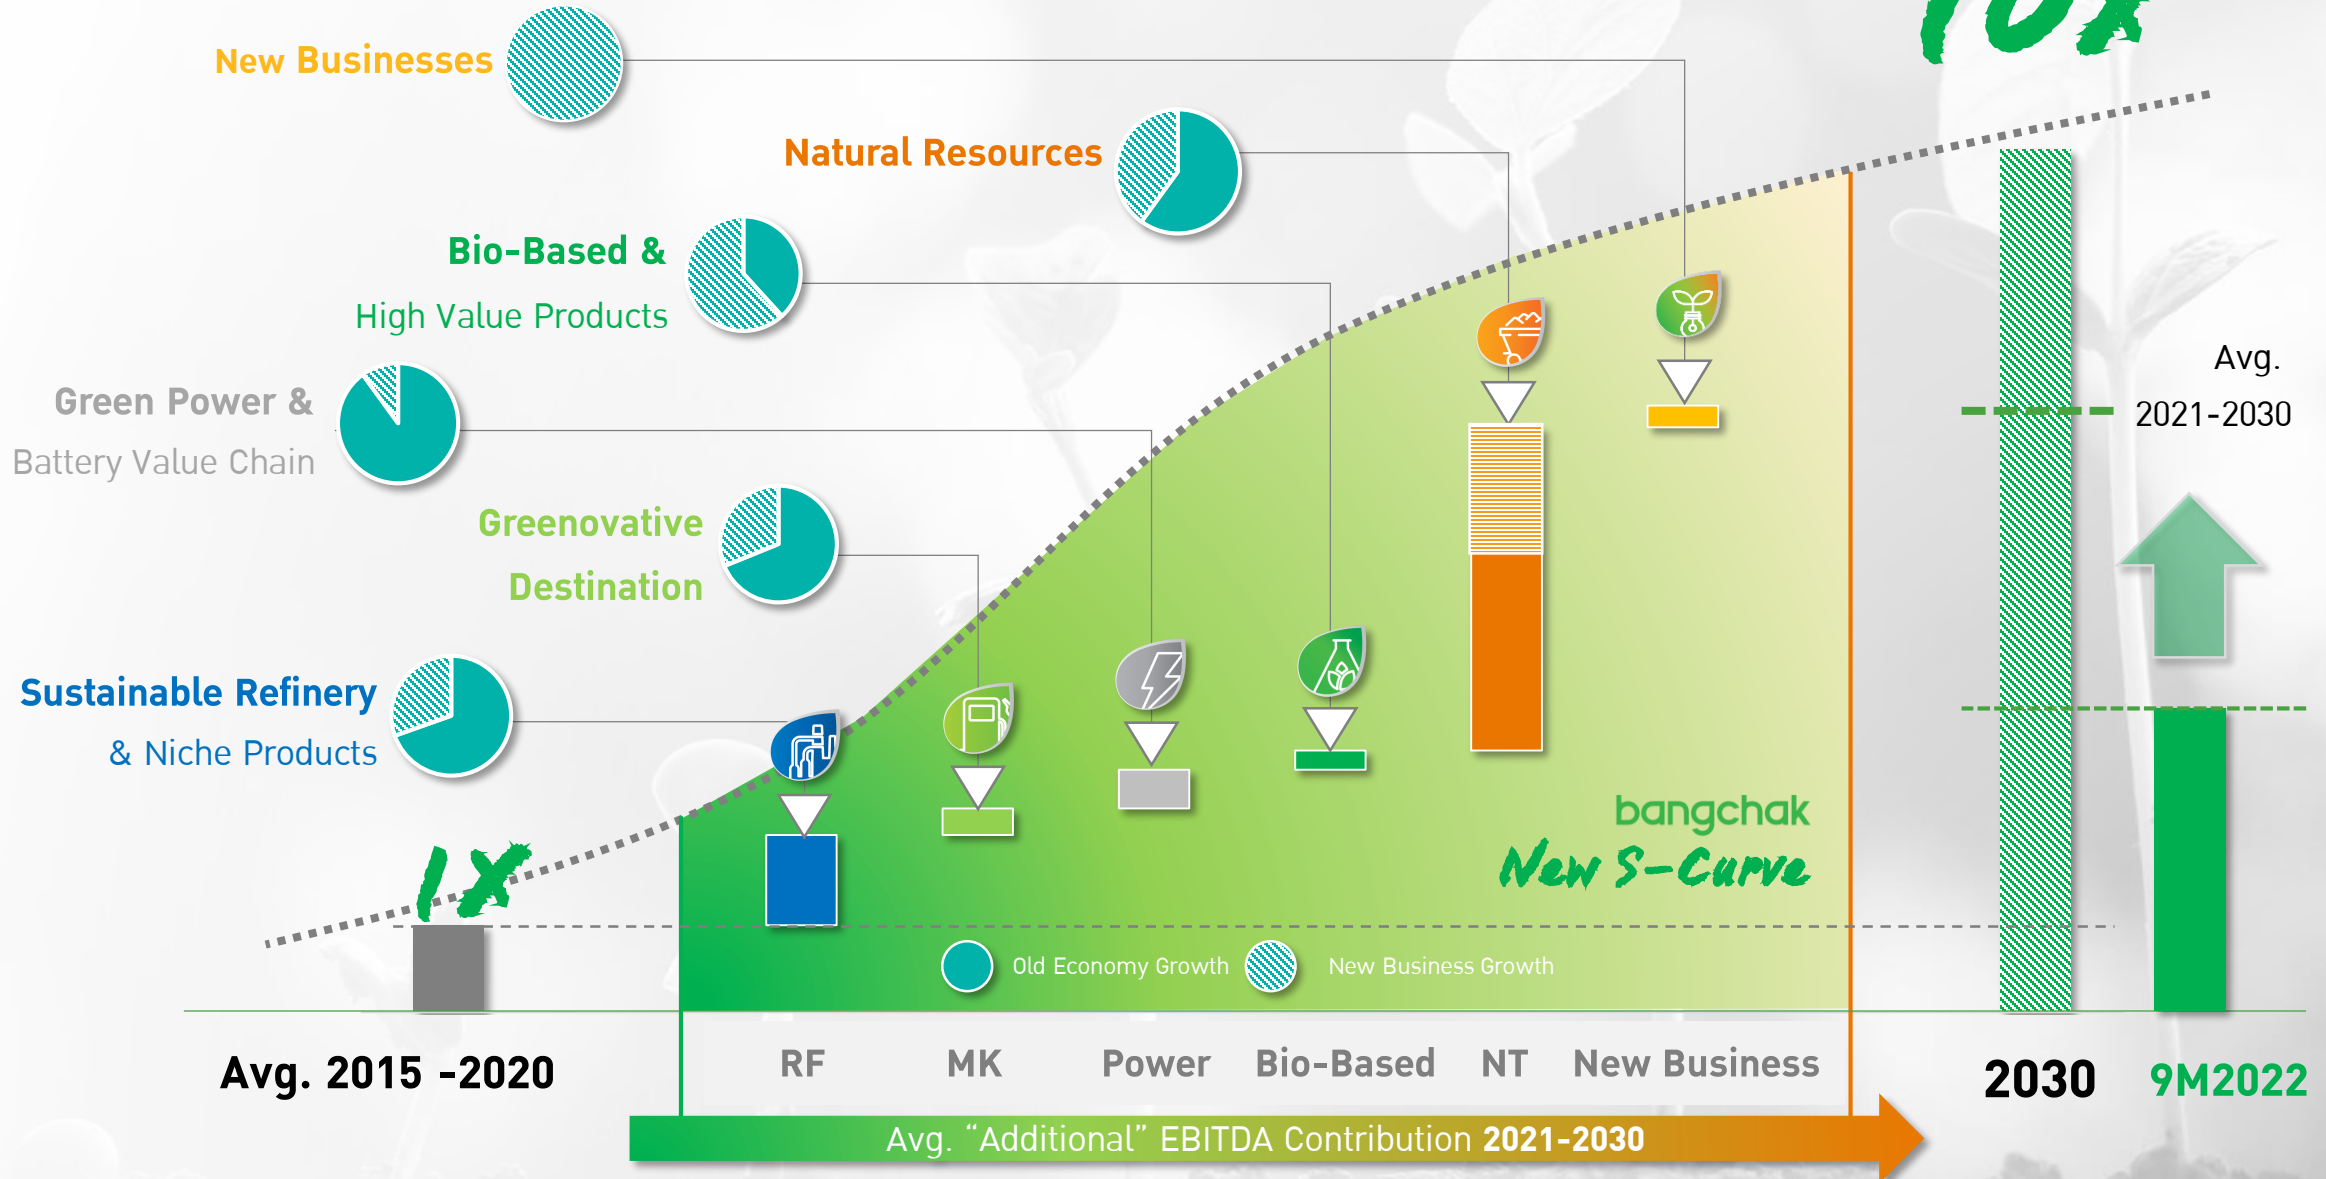 10x
New Businesses
Natural Resources
Bio-Based &
High Value Products
Green Power &
Battery Value Chain
Greenovative
Destination
Sustainable Refinery
& Niche Products
1X
Avg.
2021-2030
bangchak
New S-Curve
Old Economy Growth
New Business Growth
Avg. 2015 -2020
RF
MK
Power
Bio-Based
NT
New Business
2030
9M2022
Avg. “Additional” EBITDA Contribution 2021-2030